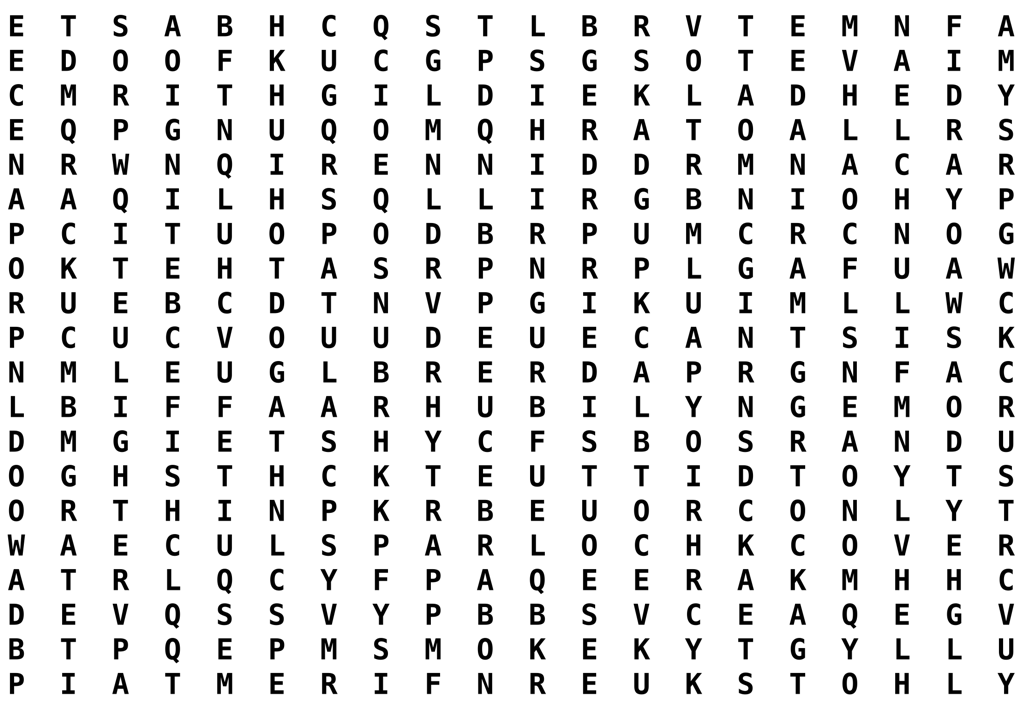 E T S A B H C Q S T L B R V T E M N F A
E D O O F K U C G P S G S O T E V A I M
C M R I T H G I L D I E K L A D H E D Y
E Q P G N U Q O M Q H R A T O A L L R S
N R W N Q I R E N N I D D R M N A C A R
A A Q I L H S Q L L I R G B N I O H Y P
P C I T U O P O D B R P U M C R C N O G
O K T E H T A S R P N R P L G A F U A W
R U E B C D T N V P G I K U I M L L W C
P C U C V O U U D E U E C A N T S I S K
N M L E U G L B R E R D A P R G N F A C
L B I F F A A R H U B I L Y N G E M O R
D M G I E T S H Y C F S B O S R A N D U
O G H S T H C K T E U T T I D T O Y T S
O R T H I N P K R B E U O R C O N L Y T
W A E C U L S P A R L O C H K C O V E R
A T R L Q C Y F P A Q E E R A K M H H C
D E V Q S S V Y P B B S V C E A Q E G V
B T P Q E P M S M O K E K Y T G Y L L U
P I A T M E R I F N R E U K S T O H L Y